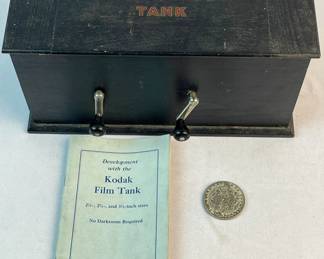 TANK
Development
with the
Kodak
Film Tank
No Darkroom Required